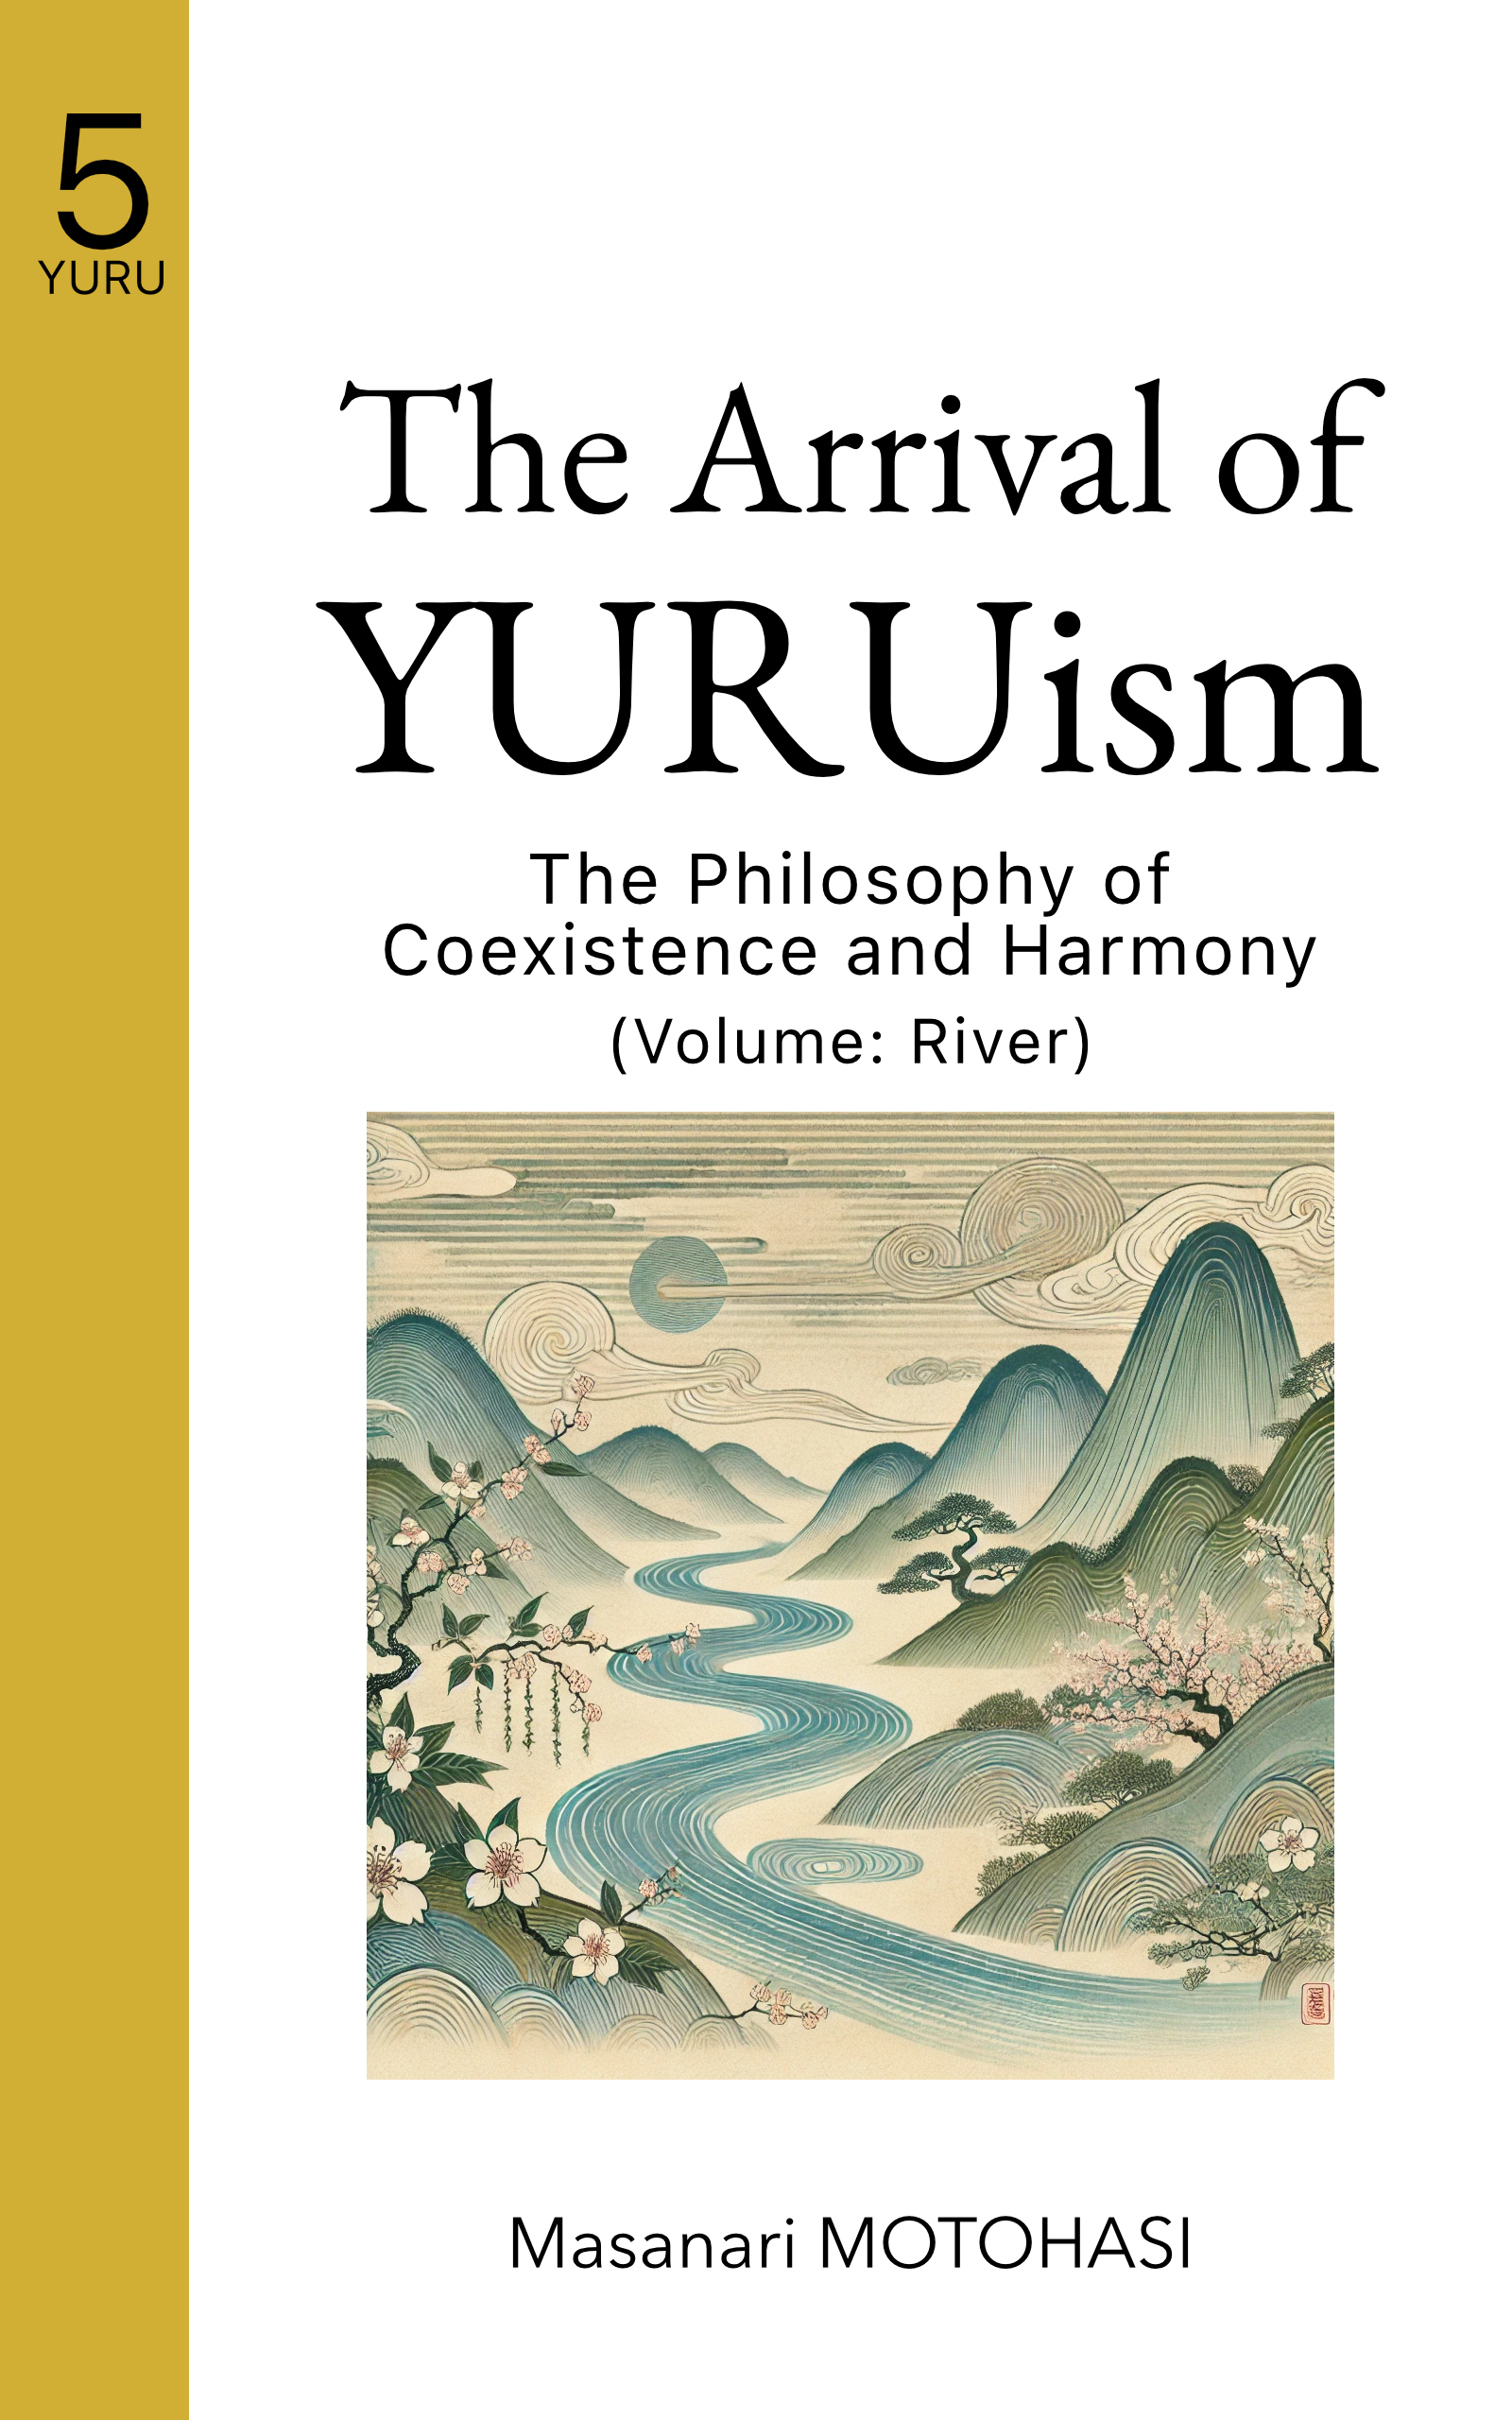 5
YURU
The Arrival of
YURUism
The Philosophy of
Coexistence and Harmony
(Volume: River)
Masanari MOTOHASI